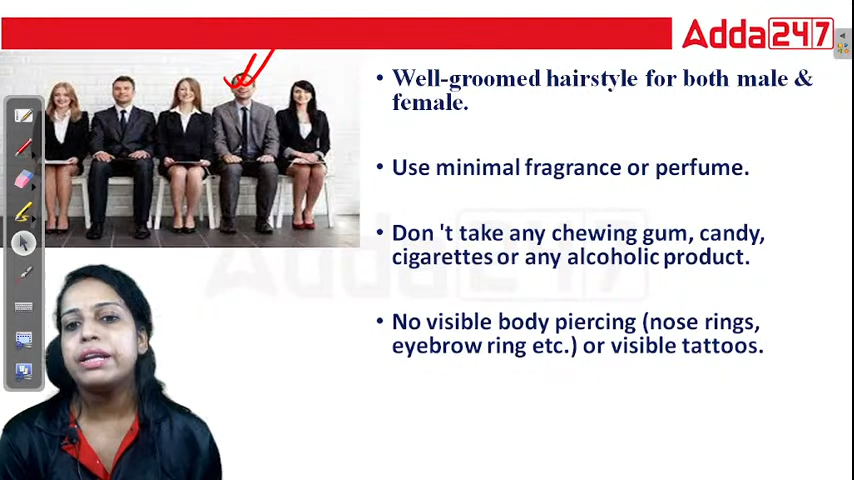 Adda247
• Well-groomed hairstyle for both male &
female.
• Use minimal fragrance or perfume.
• Don 't take any chewing gum, candy,
cigarettes or any alcoholic product.
• No visible body piercing (nose rings,
eyebrow ring etc.) or visible tattoos.
Adda247